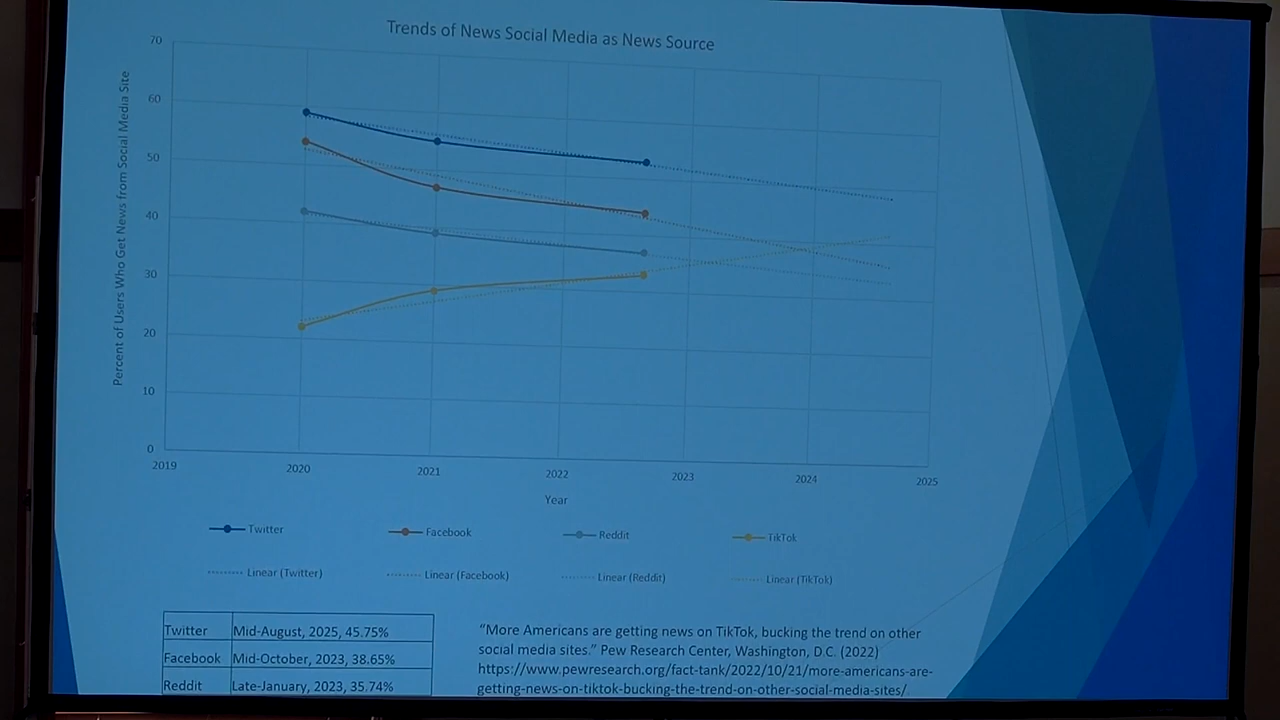 Trends of News Social Media as News Source
Percent of Users Who Get News from Social Media Site
70
60
50
40
30
20
10
0
2019 2020 2021 2022 2023 2024 2025
Year
Twitter Facebook Reddit TikTok
Linear (Twitter) Linear (Facebook) Linear (Reddit) Linear (TikTok)
Twitter Mid-August, 2025, 45.75%
Facebook Mid-October, 2023, 38.65%
Reddit Late-January, 2023, 35.74%
“More Americans are getting news on TikTok, bucking the trend on other
social media sites.” Pew Research Center, Washington, D.C. (2022)
https://www.pewresearch.org/fact-tank/2022/10/21/more-americans-are-
getting-news-on-tiktok-bucking-the-trend-on-other-social-media-sites/